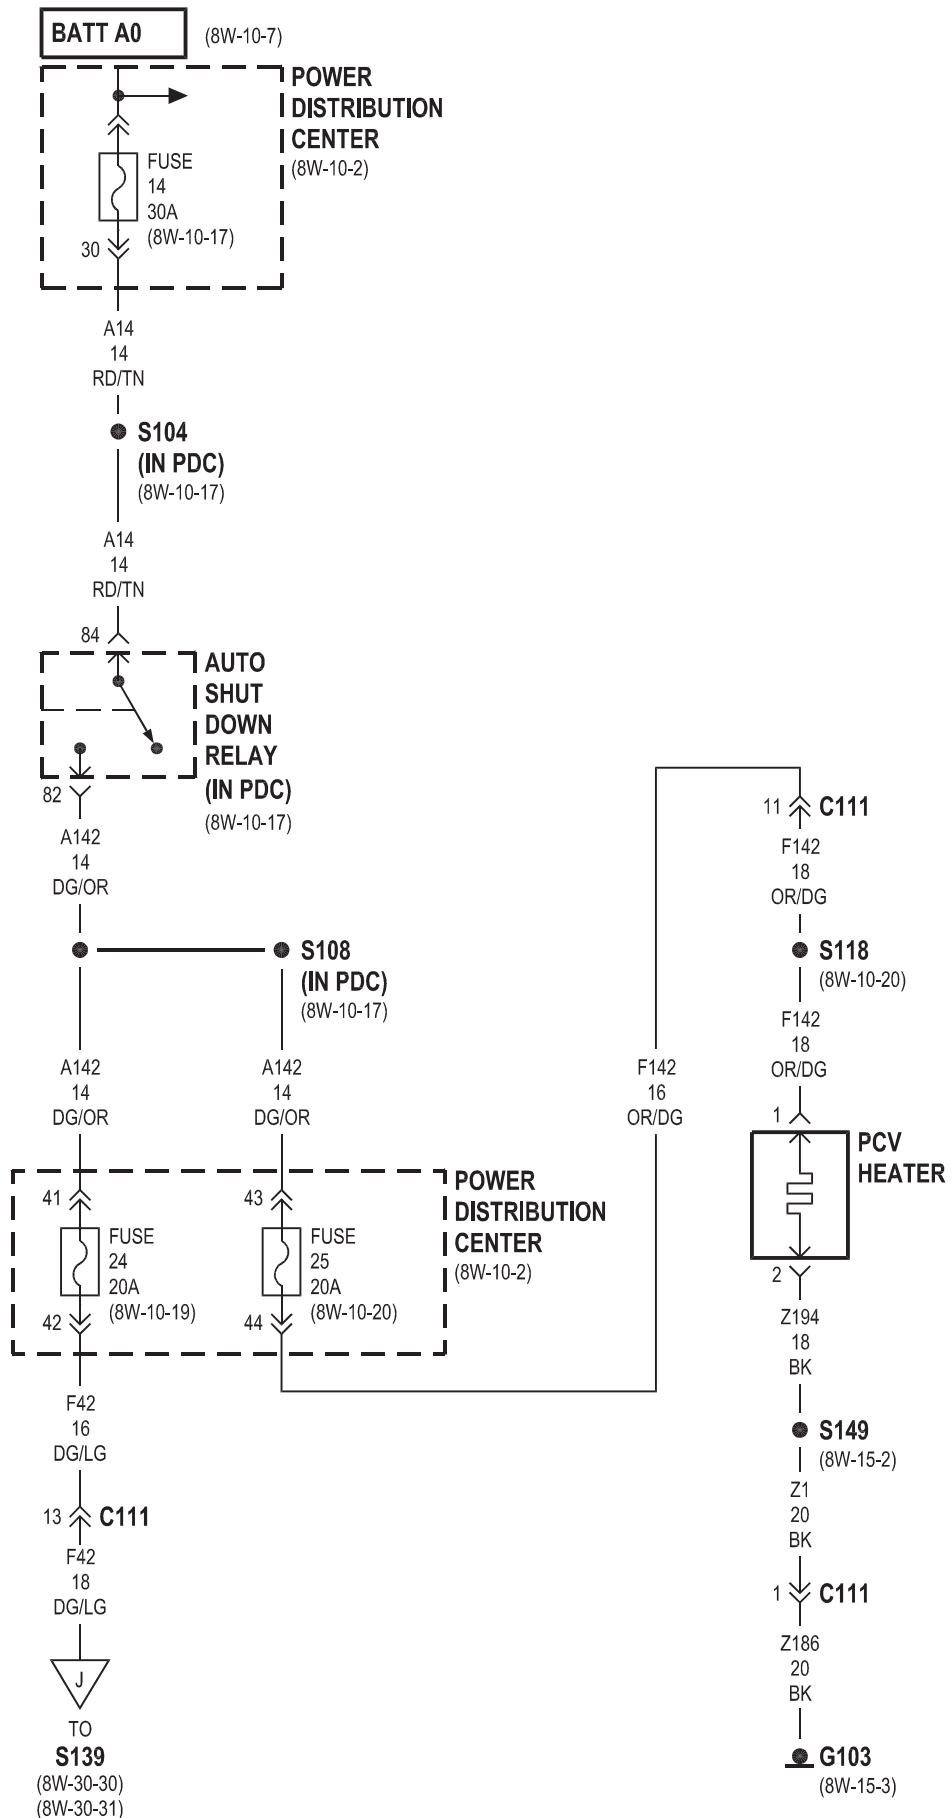 BATT A0
(8W-10-7)
POWER
DISTRIBUTION
CENTER
(8W-10-2)
FUSE
14
30A
(8W-10-17)
30
A14
14
RD/TN
S104
(IN PDC)
(8W-10-17)
A14
14
RD/TN
84
AUTO
SHUT
DOWN
RELAY
(IN PDC)
(8W-10-17)
82
A142
14
DG/OR
S108
(IN PDC)
(8W-10-17)
A142
14
DG/OR
A142
14
DG/OR
POWER
DISTRIBUTION
CENTER
(8W-10-2)
41
FUSE
24
20A
(8W-10-19)
42
43
FUSE
25
20A
(8W-10-20)
44
F42
16
DG/LG
13
C111
F42
18
DG/LG
J
TO
S139
(8W-30-30)
(8W-30-31)
F142
16
OR/DG
11
C111
F142
18
OR/DG
S118
(8W-10-20)
F142
18
OR/DG
1
PCV
HEATER
2
Z194
18
BK
S149
(8W-15-2)
Z1
20
BK
1
C111
Z186
20
BK
G103
(8W-15-3)